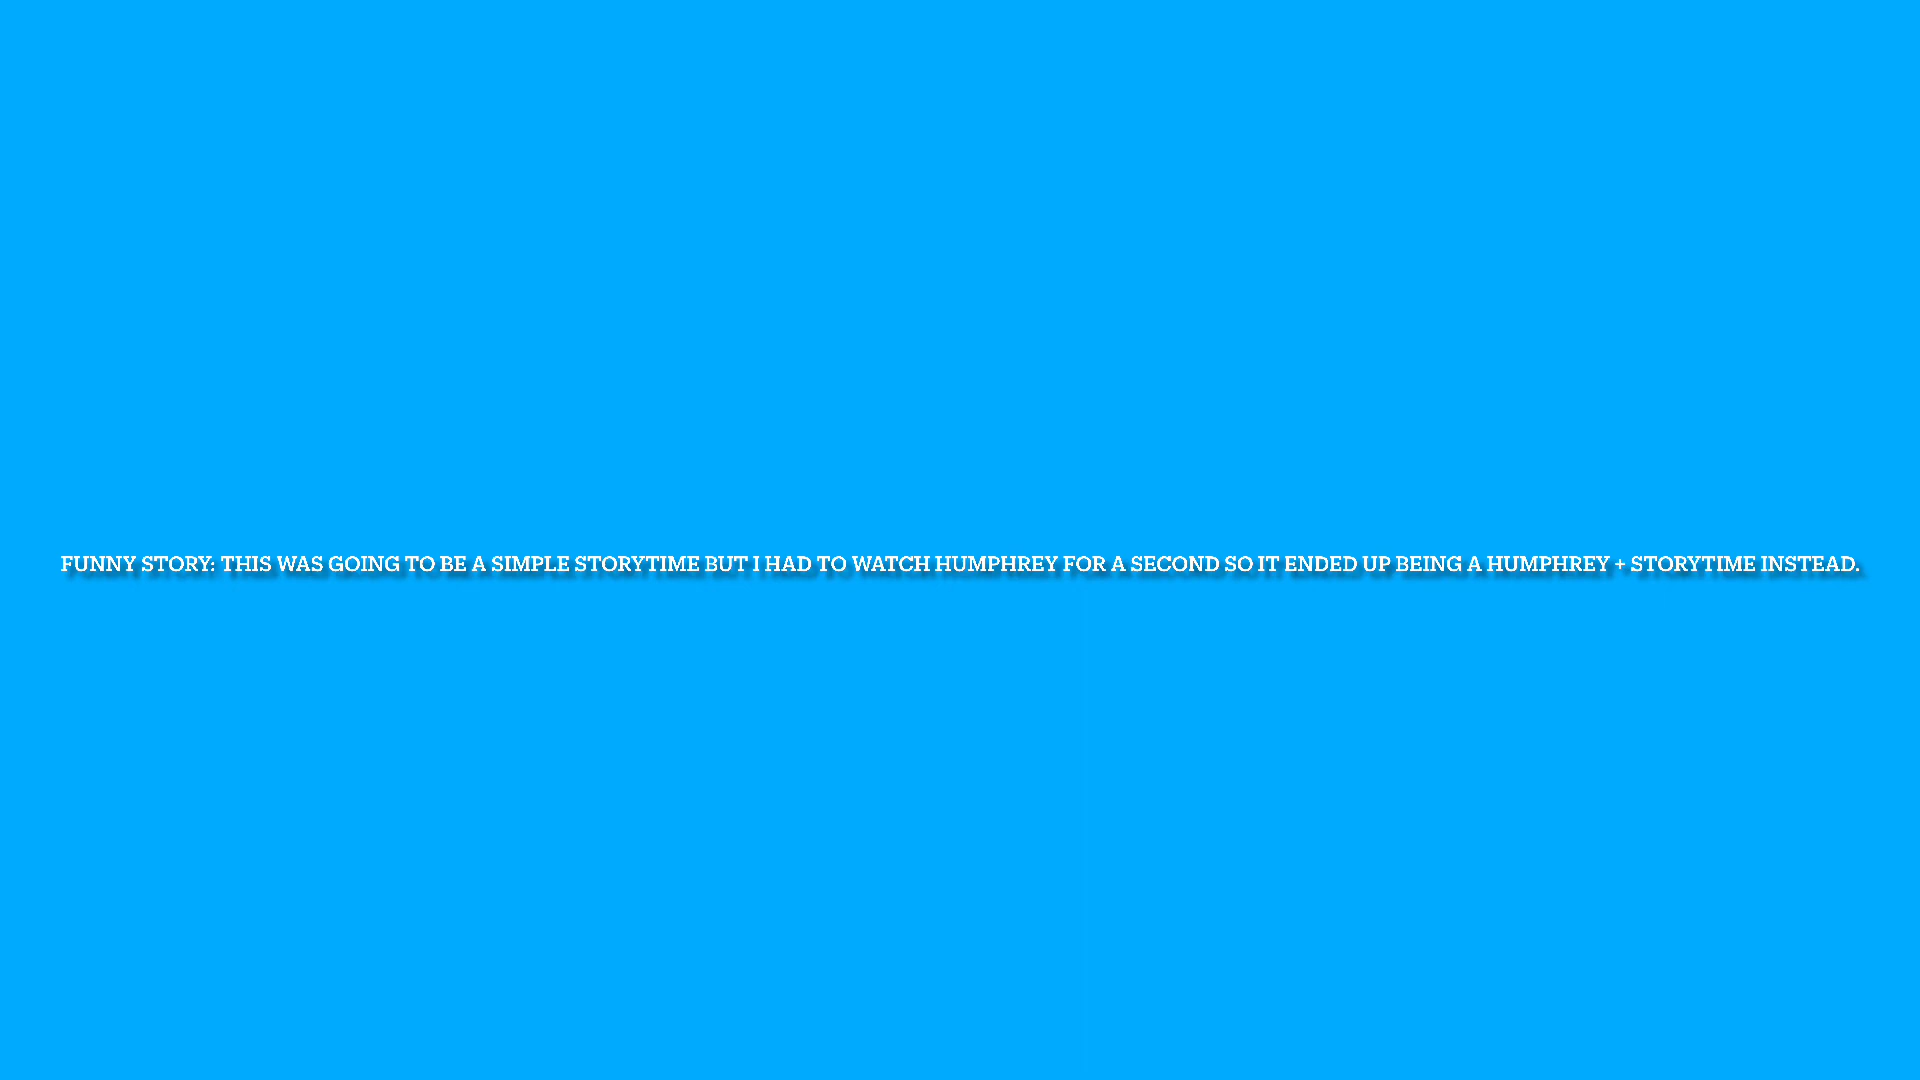 FUNNY STORY: THIS WAS GOING TO BE A SIMPLE STORYTIME BUT I HAD TO WATCH HUMPHREY FOR A SECOND SO IT ENDED UP BEING A HUMPHREY + STORYTIME INSTEAD.